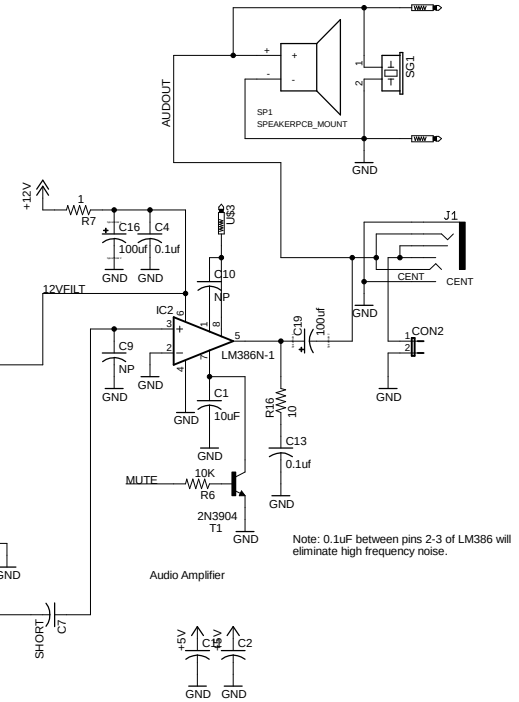 +
+
-
-
1
2
SG1
AUDOUT
SP1
SPEAKERPCB_MOUNT
GND
+12V
1
R7
C16
C4
100uf
0.1uf
GND
GND
U$3
J1
CENT
CENT
GND
12VFILT
C10
NP
IC2
6
1
8
3
+
2
-
5
7
4
LM386N-1
C19
100uf
+
C9
NP
GND
GND
GND
C1
10uF
GND
CON2
1
2
GND
R16
10
C13
0.1uf
GND
MUTE
10K
R6
2N3904
T1
GND
Note: 0.1uF between pins 2-3 of LM386 will
eliminate high frequency noise.
GND
Audio Amplifier
SHORT
C7
+5V
C2
GND
GND